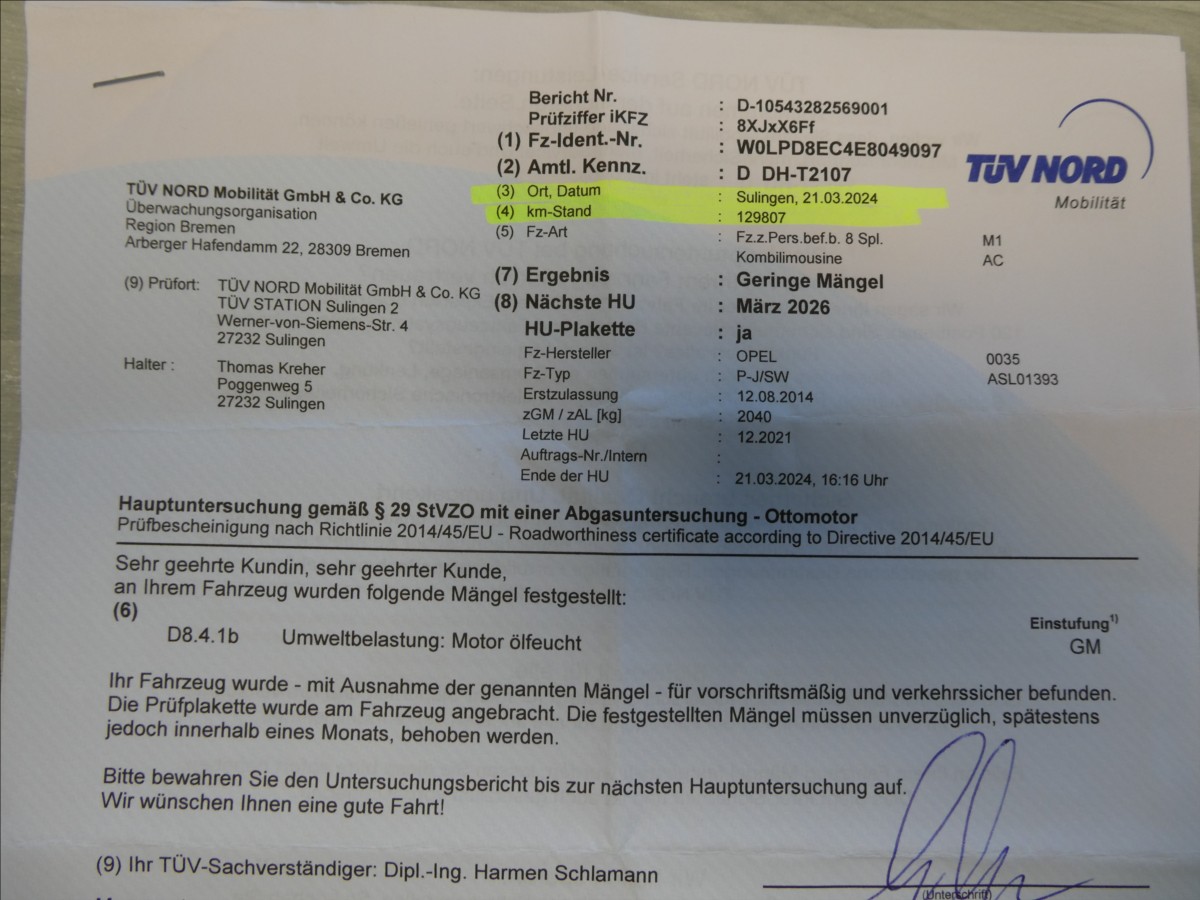 Bericht Nr. : D-10543282569001
Prüfziffer iKFZ : 8XJxX6Ff
(1) Fz-Ident.-Nr. : W0LPD8EC4E8049097
(2) Amtl. Kennz. : D DH-T2107
(3) Ort, Datum : Sulingen, 21.03.2024
(4) km-Stand : 129807
(5) Fz-Art : Fz.z.Pers.bef.b. 8 Spl. M1
Kombilimousine AC
(7) Ergebnis : Geringe Mängel
(8) Nächste HU : März 2026
HU-Plakette : ja
Fz-Hersteller : OPEL 0035
Fz-Typ : P-J/SW ASL01393
Erstzulassung : 12.08.2014
zGM / zAL [kg] : 2040
Letzte HU : 12.2021
Auftrags-Nr./Intern :
Ende der HU : 21.03.2024, 16:16 Uhr
TÜV NORD
Mobilität
TÜV NORD Mobilität GmbH & Co. KG
Überwachungsorganisation
Region Bremen
Arberger Hafendamm 22, 28309 Bremen
(9) Prüfort: TÜV NORD Mobilität GmbH & Co. KG
TÜV STATION Sulingen 2
Werner-von-Siemens-Str. 4
27232 Sulingen
Halter : Thomas Kreher
Poggenweg 5
27232 Sulingen
Hauptuntersuchung gemäß § 29 StVZO mit einer Abgasuntersuchung - Ottomotor
Prüfbescheinigung nach Richtlinie 2014/45/EU - Roadworthiness certificate according to Directive 2014/45/EU
Sehr geehrte Kundin, sehr geehrter Kunde,
an Ihrem Fahrzeug wurden folgende Mängel festgestellt:
(6) Einstufung¹⁾
D8.4.1b Umweltbelastung: Motor ölfeucht GM
Ihr Fahrzeug wurde - mit Ausnahme der genannten Mängel - für vorschriftsmäßig und verkehrssicher befunden.
Die Prüfplakette wurde am Fahrzeug angebracht. Die festgestellten Mängel müssen unverzüglich, spätestens
jedoch innerhalb eines Monats, behoben werden.
Bitte bewahren Sie den Untersuchungsbericht bis zur nächsten Hauptuntersuchung auf.
Wir wünschen Ihnen eine gute Fahrt!
(9) Ihr TÜV-Sachverständiger: Dipl.-Ing. Harmen Schlamann
(Unterschrift)